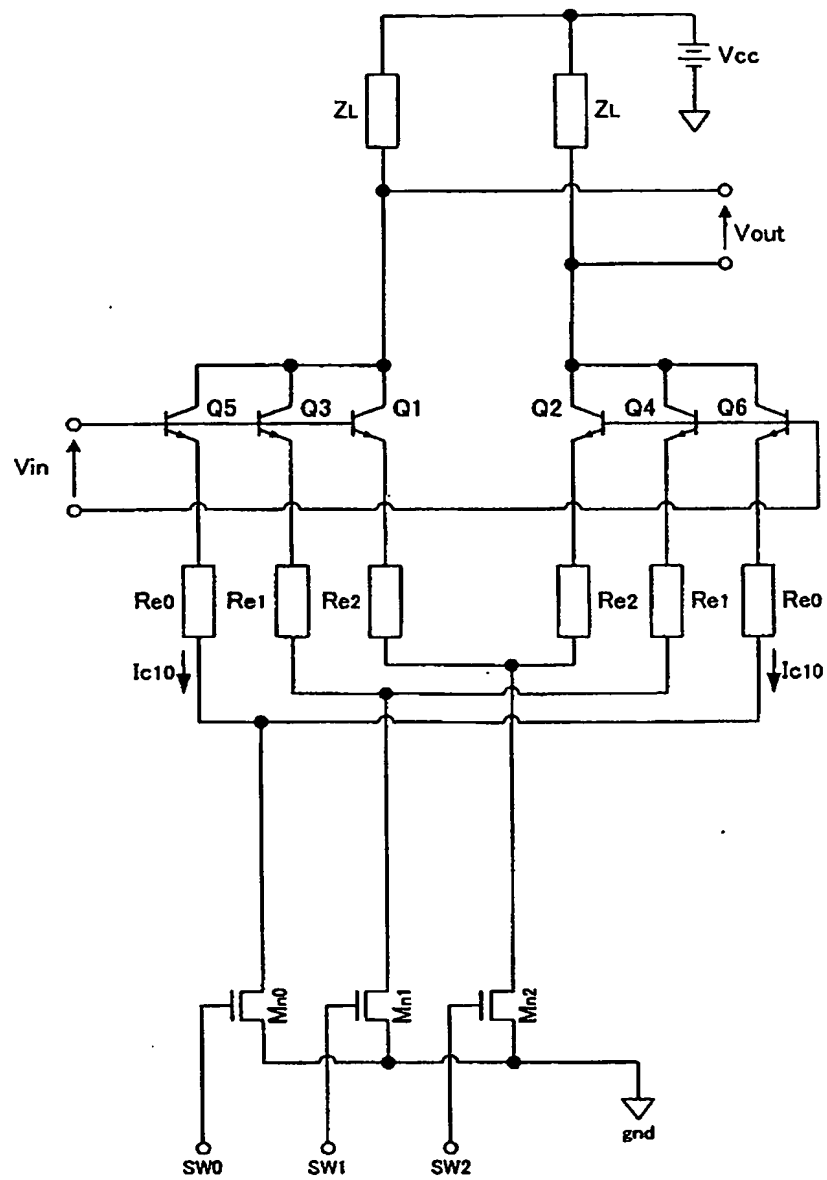 Vcc
ZL ZL
Vout
Q5 Q3 Q1 Q2 Q4 Q6
Vin
Re0 Re1 Re2 Re2 Re1 Re0
Ic10 Ic10
Mn0 Mn1 Mn2
gnd
SW0 SW1 SW2